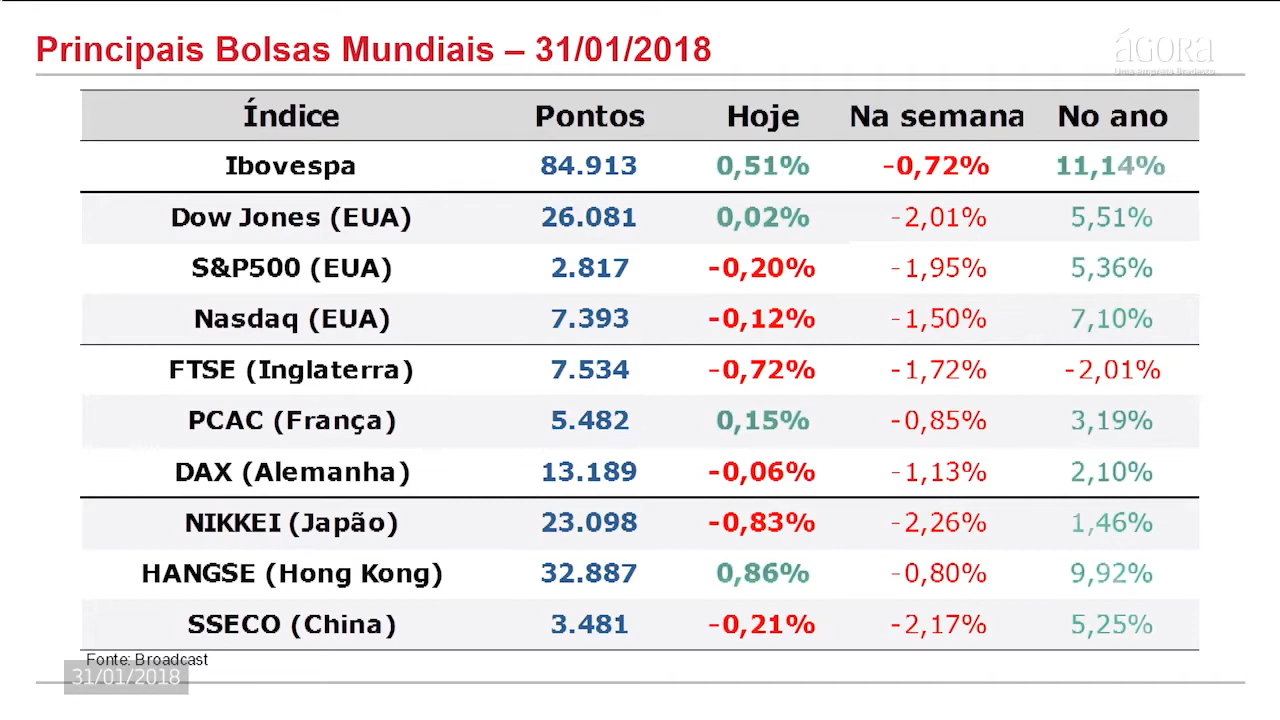 Principais Bolsas Mundiais – 31/01/2018
ágora
Uma empresa Bradesco
Índice Pontos Hoje Na semana No ano
Ibovespa 84.913 0,51% -0,72% 11,14%
Dow Jones (EUA) 26.081 0,02% -2,01% 5,51%
S&P500 (EUA) 2.817 -0,20% -1,95% 5,36%
Nasdaq (EUA) 7.393 -0,12% -1,50% 7,10%
FTSE (Inglaterra) 7.534 -0,72% -1,72% -2,01%
PCAC (França) 5.482 0,15% -0,85% 3,19%
DAX (Alemanha) 13.189 -0,06% -1,13% 2,10%
NIKKEI (Japão) 23.098 -0,83% -2,26% 1,46%
HANGSE (Hong Kong) 32.887 0,86% -0,80% 9,92%
SSECO (China) 3.481 -0,21% -2,17% 5,25%
Fonte: Broadcast
31/01/2018